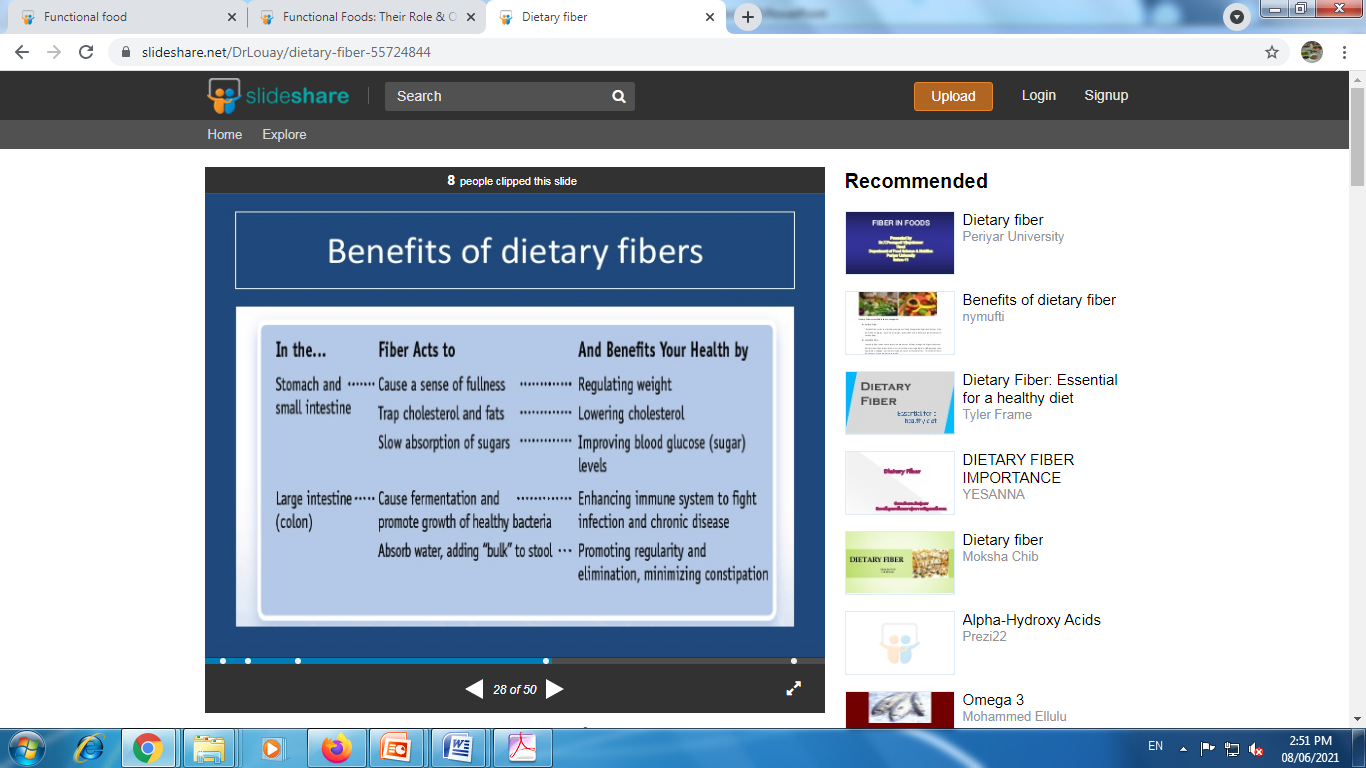 Functional food
Functional Foods: Their Role & O
Dietary fiber
slideshare.net/DrLouay/dietary-fiber-55724844
slideshare
Search
Upload
Login
Signup
Home
Explore
8 people clipped this slide
Benefits of dietary fibers
In the... Fiber Acts to And Benefits Your Health by
Stomach and ······· Cause a sense of fullness ············· Regulating weight
small intestine
Trap cholesterol and fats ············· Lowering cholesterol
Slow absorption of sugars ············· Improving blood glucose (sugar)
levels
Large intestine ····· Cause fermentation and ············· Enhancing immune system to fight
(colon) promote growth of healthy bacteria infection and chronic disease
Absorb water, adding "bulk" to stool ··· Promoting regularity and
elimination, minimizing constipation
28 of 50
Recommended
FIBER IN FOODS
Dietary fiber
Periyar University
Benefits of dietary fiber
nymufti
DIETARY
FIBER
Essential for a
healthy diet
Dietary Fiber: Essential
for a healthy diet
Tyler Frame
Dietary Fiber
DIETARY FIBER
IMPORTANCE
YESANNA
DIETARY FIBER
Dietary fiber
Moksha Chib
Alpha-Hydroxy Acids
Prezi22
Omega 3
Mohammed Ellulu
EN
2:51 PM
08/06/2021